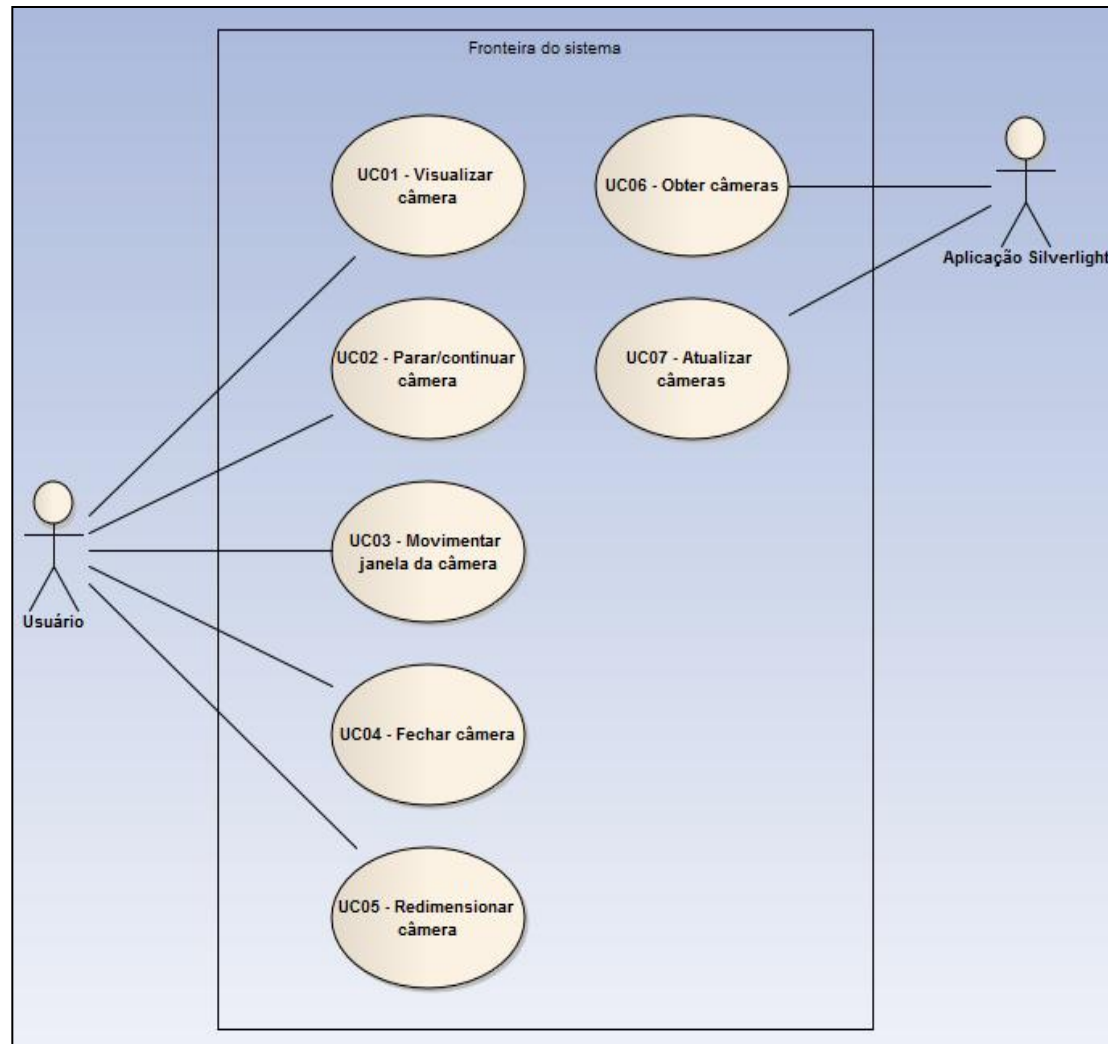 Fronteira do sistema
UC01 - Visualizar
câmera
UC06 - Obter câmeras
Aplicação Silverlight
UC02 - Parar/continuar
câmera
UC07 - Atualizar
câmeras
UC03 - Movimentar
janela da câmera
Usuário
UC04 - Fechar câmera
UC05 - Redimensionar
câmera